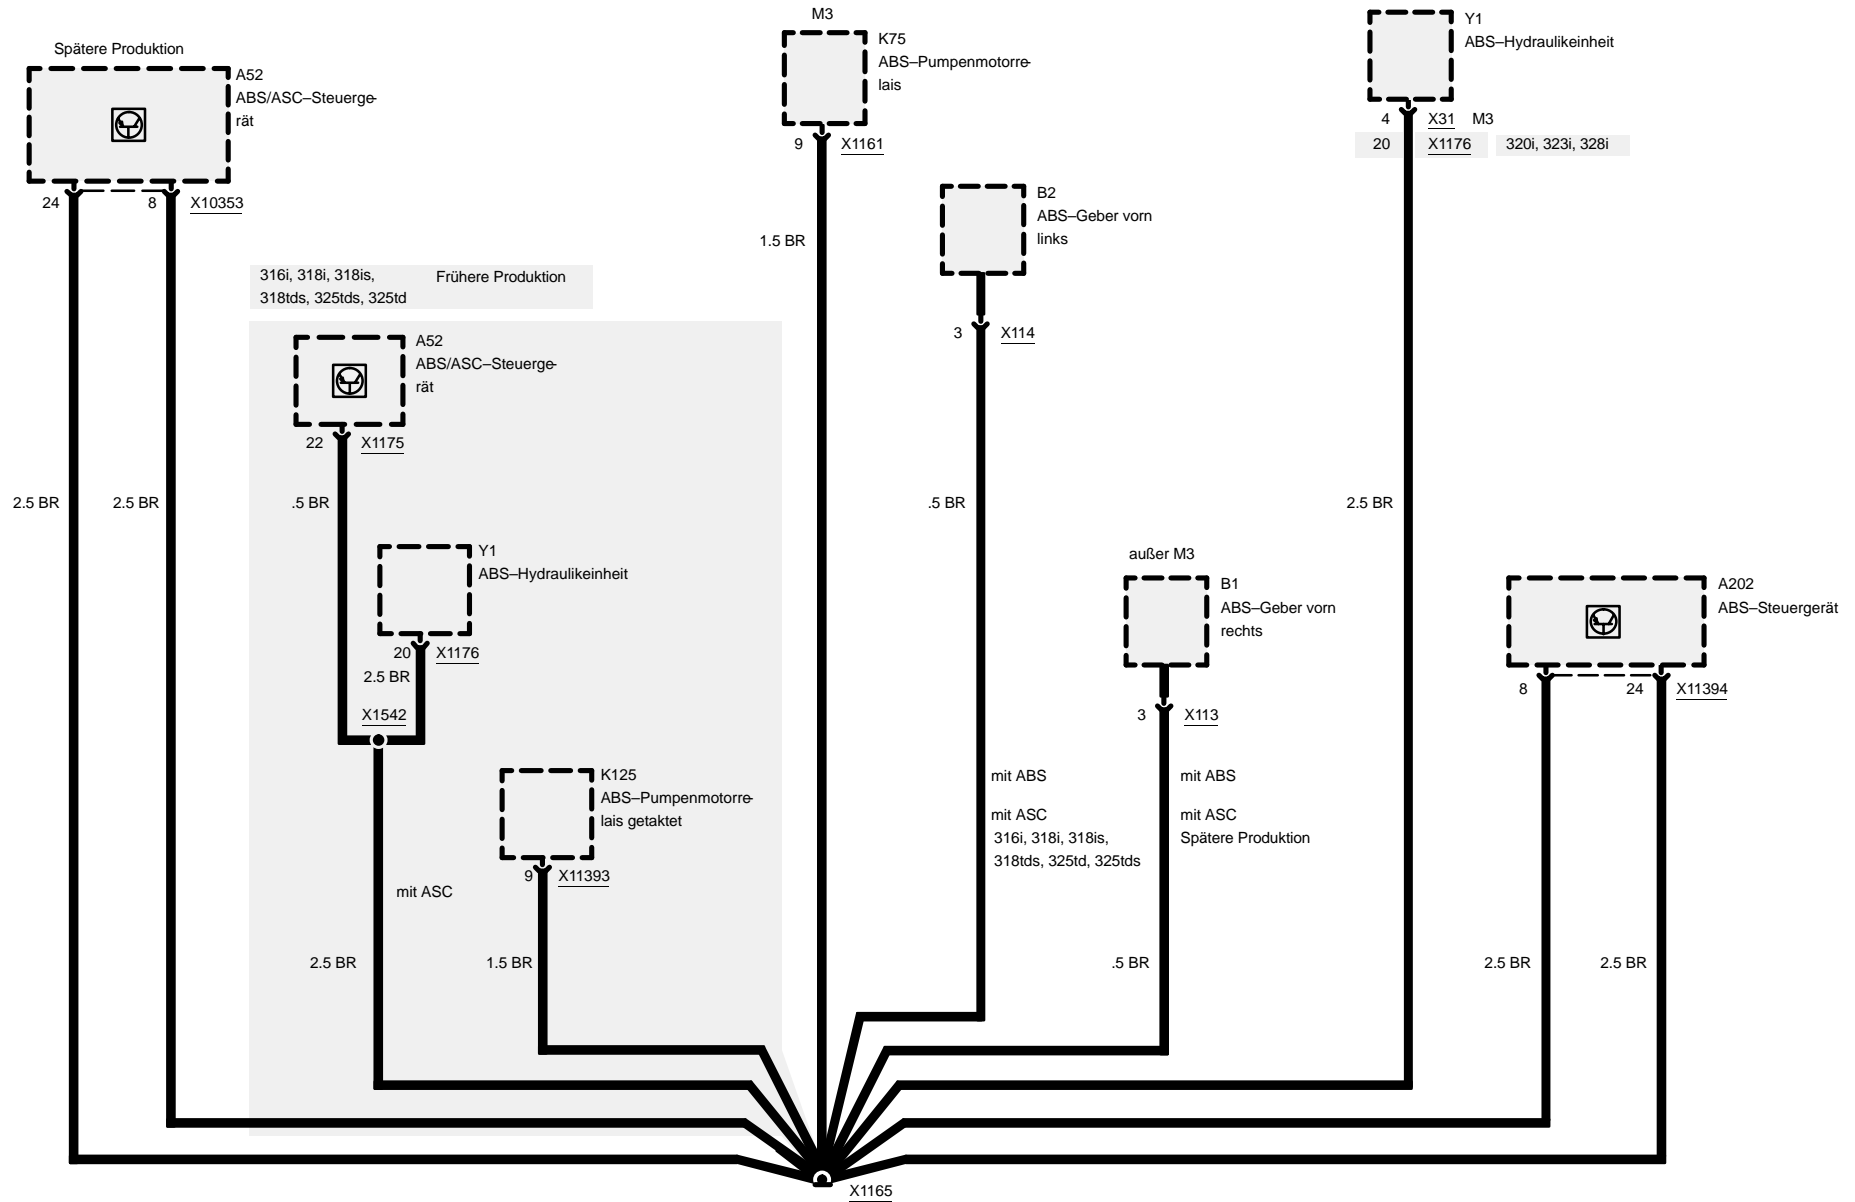 Spätere Produktion
A52
ABS/ASC–Steuerge-
rät
24
8
X10353
2.5 BR
2.5 BR
316i, 318i, 318is,
318tds, 325tds, 325td
Frühere Produktion
A52
ABS/ASC–Steuerge-
rät
22
X1175
.5 BR
Y1
ABS–Hydraulikeinheit
20
X1176
2.5 BR
X1542
K125
ABS–Pumpenmotorre-
lais getaktet
9
X11393
mit ASC
2.5 BR
1.5 BR
M3
K75
ABS–Pumpenmotorre-
lais
9
X1161
1.5 BR
B2
ABS–Geber vorn
links
3
X114
.5 BR
mit ABS
mit ASC
316i, 318i, 318is,
318tds, 325td, 325tds
außer M3
B1
ABS–Geber vorn
rechts
3
X113
mit ABS
mit ASC
Spätere Produktion
.5 BR
Y1
ABS–Hydraulikeinheit
4
X31
M3
20
X1176
320i, 323i, 328i
2.5 BR
A202
ABS–Steuergerät
8
24
X11394
2.5 BR
2.5 BR
X1165